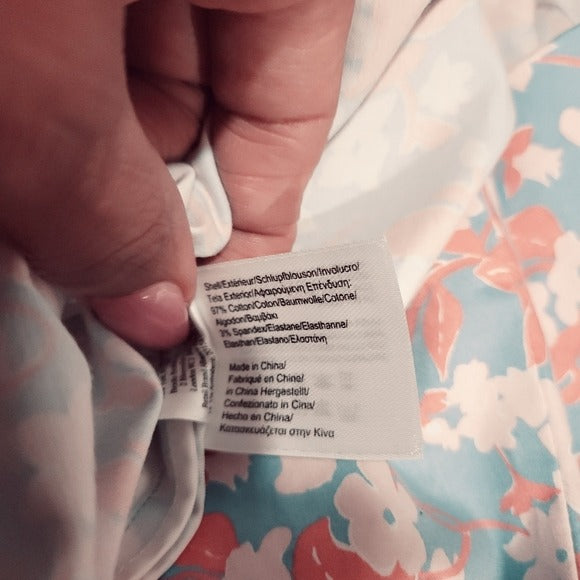 Shell/Extérieur/Schlupfblouson/Involucro/
Tela Exterior/Αφαιρούμενη Επένδυση:
97% Cotton/Coton/Baumwolle/Cotone/
Algodon/Βαμβάκι
3% Spandex/Elastane/Elasthanne/
Elasthan/Elastano/Ελαστάνη
Made in China/
Fabriqué en Chine/
in China Hergestellt/
Confezionato in Cina/
Hecho en China/
Κατασκευάζεται στην Κίνα